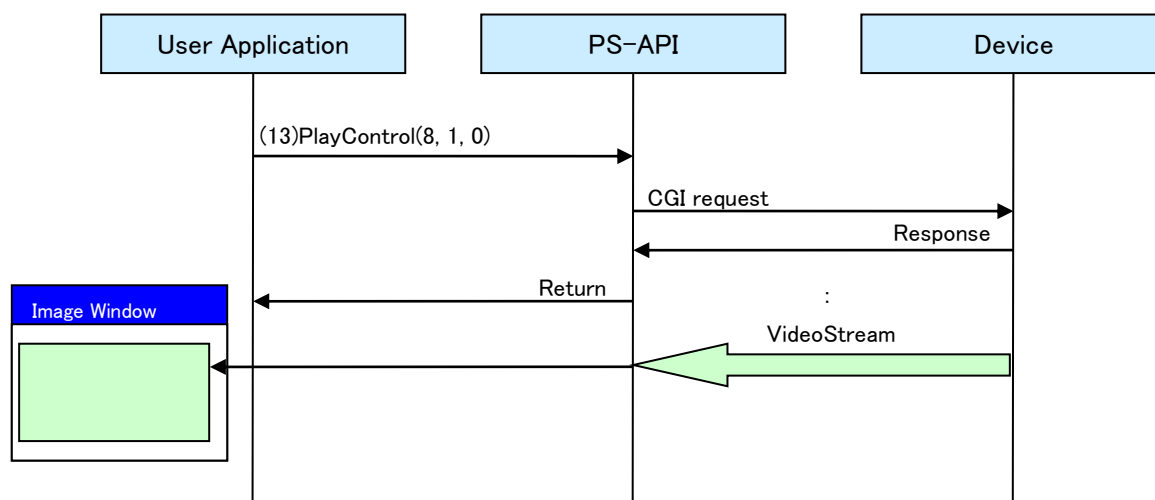 User Application
PS-API
Device
(13)PlayControl(8, 1, 0)
CGI request
Response
Return
:
Image Window
VideoStream